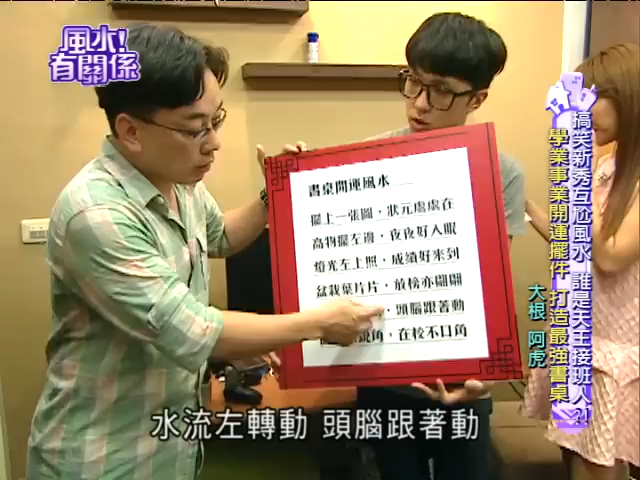 風水!
有關係
書桌開運風水
擺上一張圖，狀元處處在
高物擺左邊，夜夜好入眠
燈光左上照，成績好來到
盆栽葉片片，放榜亦翩翩
頭腦跟著動
角，在校不口角
搞笑新秀互尬風水 誰是天王接班人?!
學業事業開運擺件 打造最強書桌
大根 阿虎
水流左轉動 頭腦跟著動